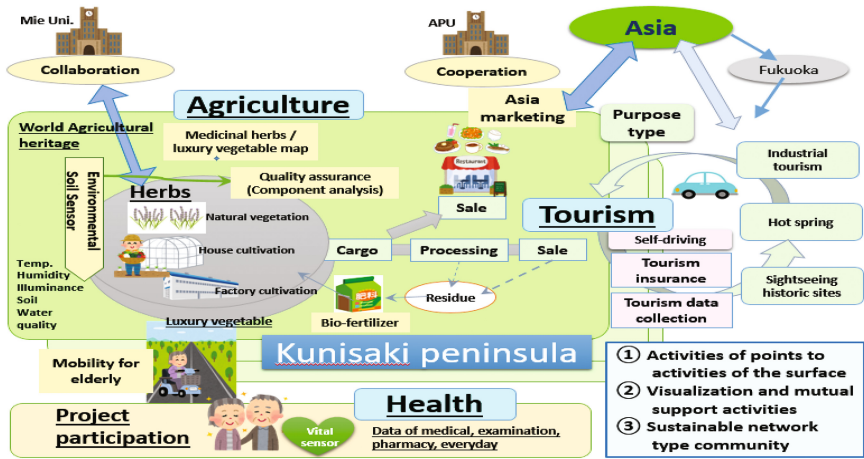 Mie Uni.
Collaboration
APU
Cooperation
Asia
Fukuoka
Agriculture
Asia
marketing
Purpose
type
World Agricultural
heritage
Medicinal herbs /
luxury vegetable map
Quality assurance
(Component analysis)
Environmental
Soil Sensor
Herbs
Natural vegetation
House cultivation
Factory cultivation
Luxury vegetable
Temp.
Humidity
Illuminance
Soil
Water
quality
Restaurant
Sale
Cargo
Processing
Sale
Residue
Bio-fertilizer
Tourism
Self-driving
Tourism
insurance
Tourism data
collection
Industrial
tourism
Hot spring
Sightseeing
historic sites
Kunisaki peninsula
Mobility for
elderly
Project
participation
Vital
sensor
Health
Data of medical, examination,
pharmacy, everyday
① Activities of points to
activities of the surface
② Visualization and mutual
support activities
③ Sustainable network
type community